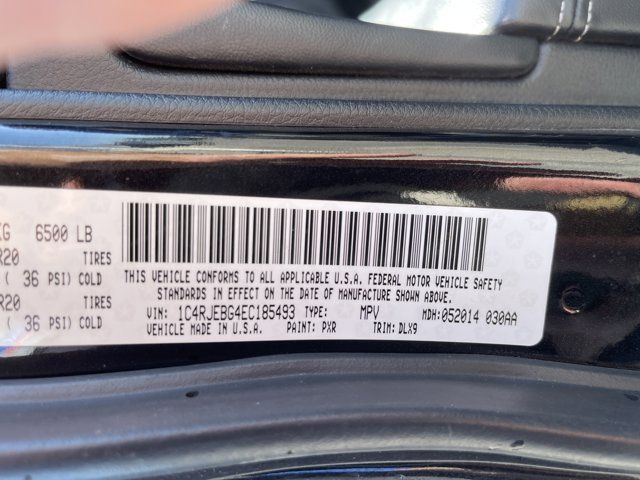 KG 6500 LB
R20 TIRES
( 36 PSI) COLD
R20 TIRES
( 36 PSI) COLD
THIS VEHICLE CONFORMS TO ALL APPLICABLE U.S.A. FEDERAL MOTOR VEHICLE SAFETY
STANDARDS IN EFFECT ON THE DATE OF MANUFACTURE SHOWN ABOVE.
VIN: 1C4RJEBG4EC185493 TYPE: MPV MDH: 052014 030AA
VEHICLE MADE IN U.S.A. PAINT: PXR TRIM: DLX9